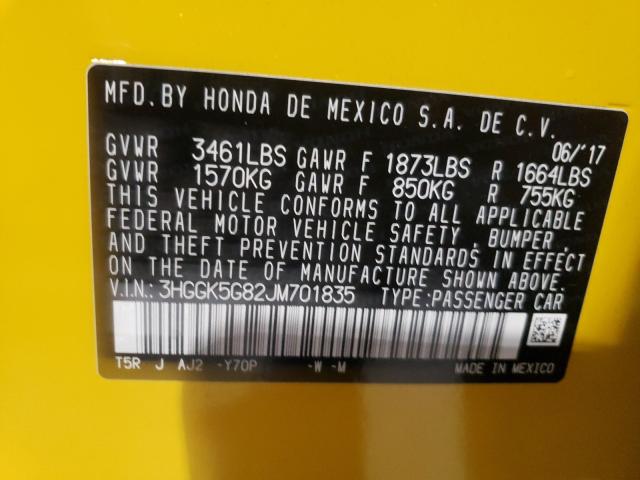 MFD. BY HONDA DE MEXICO S.A. DE C.V.
06/'17
GVWR 3461LBS GAWR F 1873LBS R 1664LBS
GVWR 1570KG GAWR F 850KG R 755KG
THIS VEHICLE CONFORMS TO ALL APPLICABLE
FEDERAL MOTOR VEHICLE SAFETY, BUMPER,
AND THEFT PREVENTION STANDARDS IN EFFECT
ON THE DATE OF MANUFACTURE SHOWN ABOVE.
V.I.N.: 3HGGK5G82JM701835 TYPE:PASSENGER CAR
T5R J AJ2 -Y70P -W -M MADE IN MEXICO